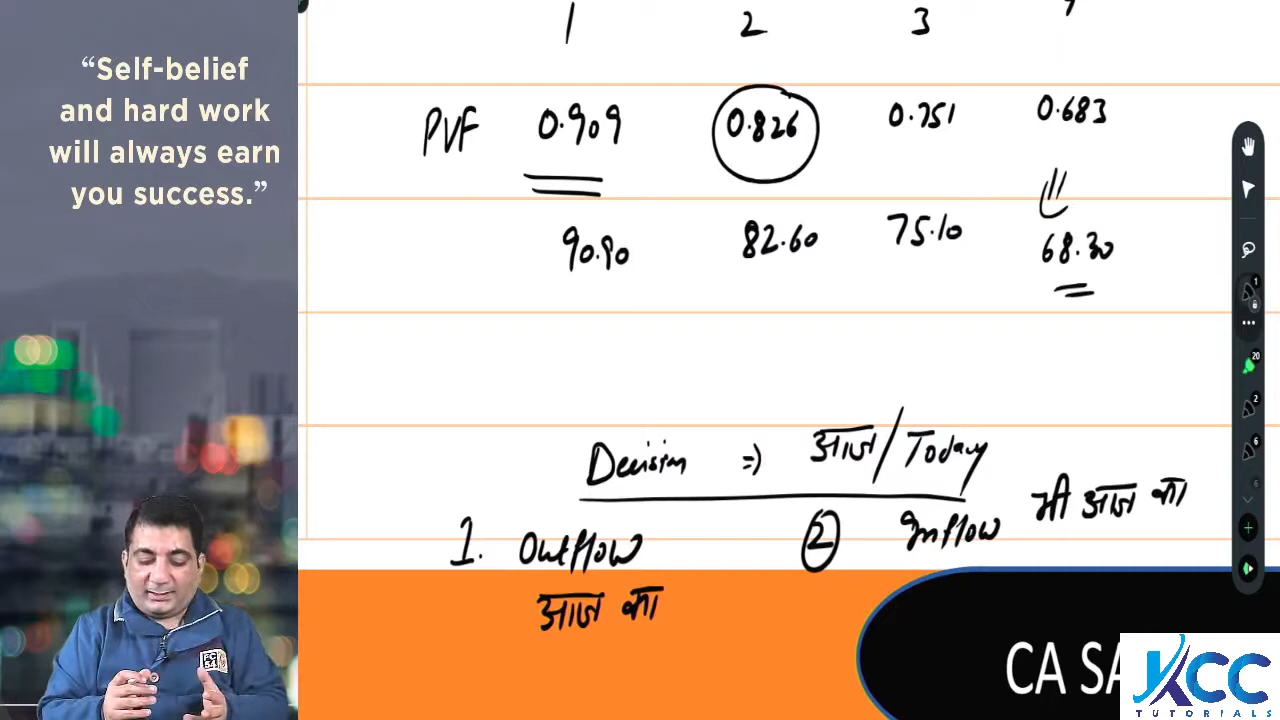 “Self-belief
and hard work
will always earn
you success.”
1 2 3
PVF 0.909 0.826 0.751 0.683
90.90 82.60 75.10 68.30
Decision => आज / Today
1. Outflow ② Inflow भी आज का
आज का
CA SA
KCC
TUTORIALS